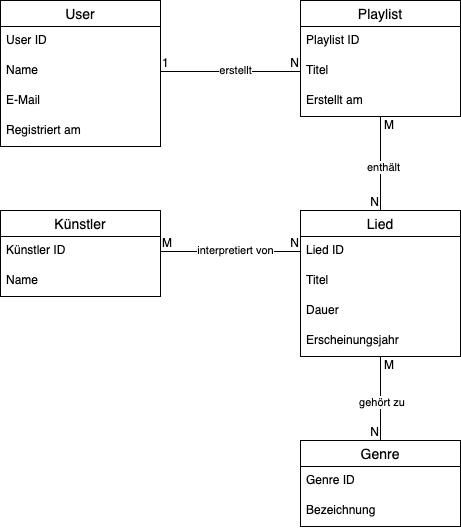 User
User ID
Name
E-Mail
Registriert am
1
erstellt
N
Playlist
Playlist ID
Titel
Erstellt am
M
enthält
N
Künstler
Künstler ID
Name
M
interpretiert von
N
Lied
Lied ID
Titel
Dauer
Erscheinungsjahr
M
gehört zu
N
Genre
Genre ID
Bezeichnung